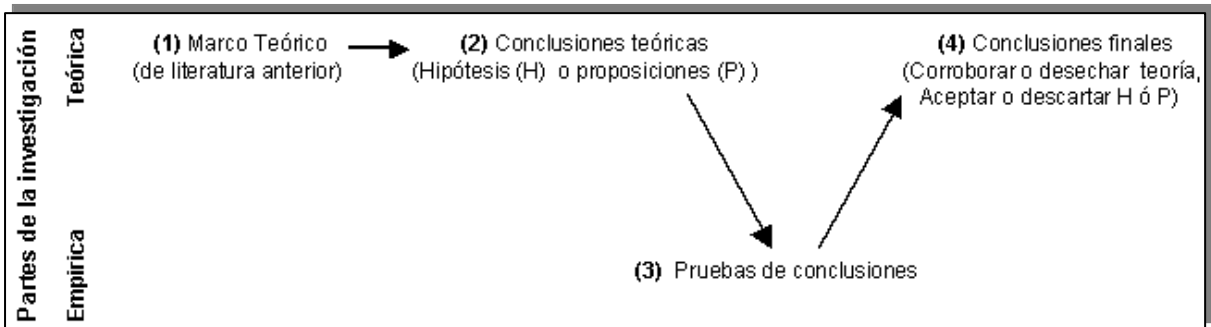 Partes de la investigación
Teórica
(1) Marco Teórico
(de literatura anterior)
(2) Conclusiones teóricas
(Hipótesis (H) o proposiciones (P) )
(4) Conclusiones finales
(Corroborar o desechar teoría,
Aceptar o descartar H ó P)
Empírica
(3) Pruebas de conclusiones